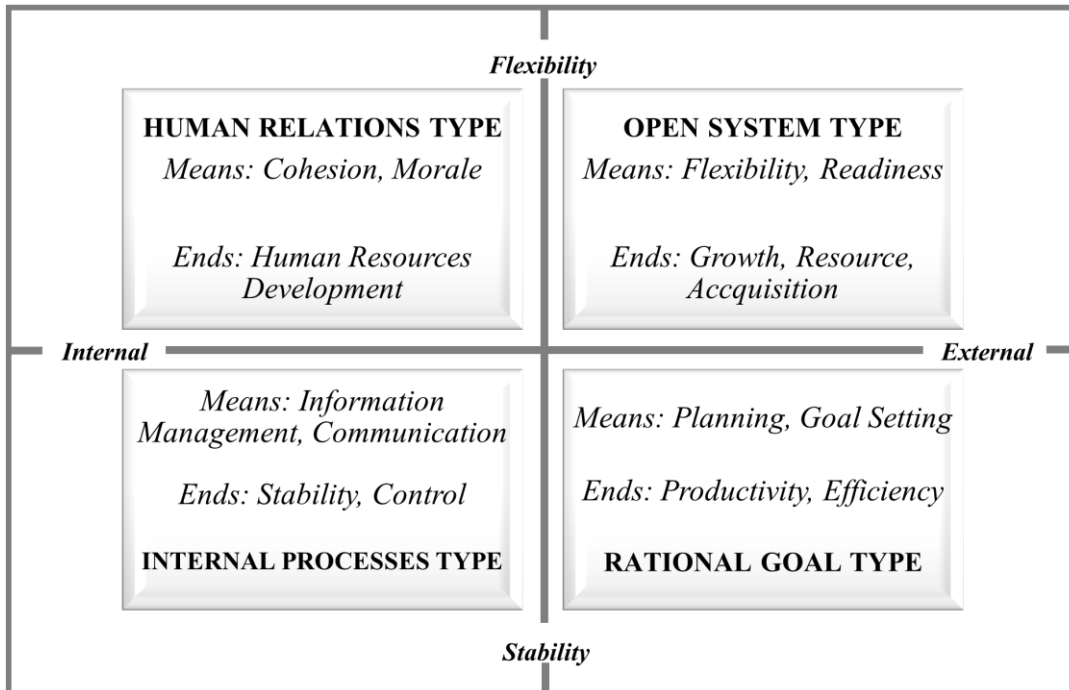 Flexibility
HUMAN RELATIONS TYPE
Means: Cohesion, Morale
Ends: Human Resources
Development
OPEN SYSTEM TYPE
Means: Flexibility, Readiness
Ends: Growth, Resource,
Accquisition
Internal
External
Means: Information
Management, Communication
Ends: Stability, Control
INTERNAL PROCESSES TYPE
Means: Planning, Goal Setting
Ends: Productivity, Efficiency
RATIONAL GOAL TYPE
Stability